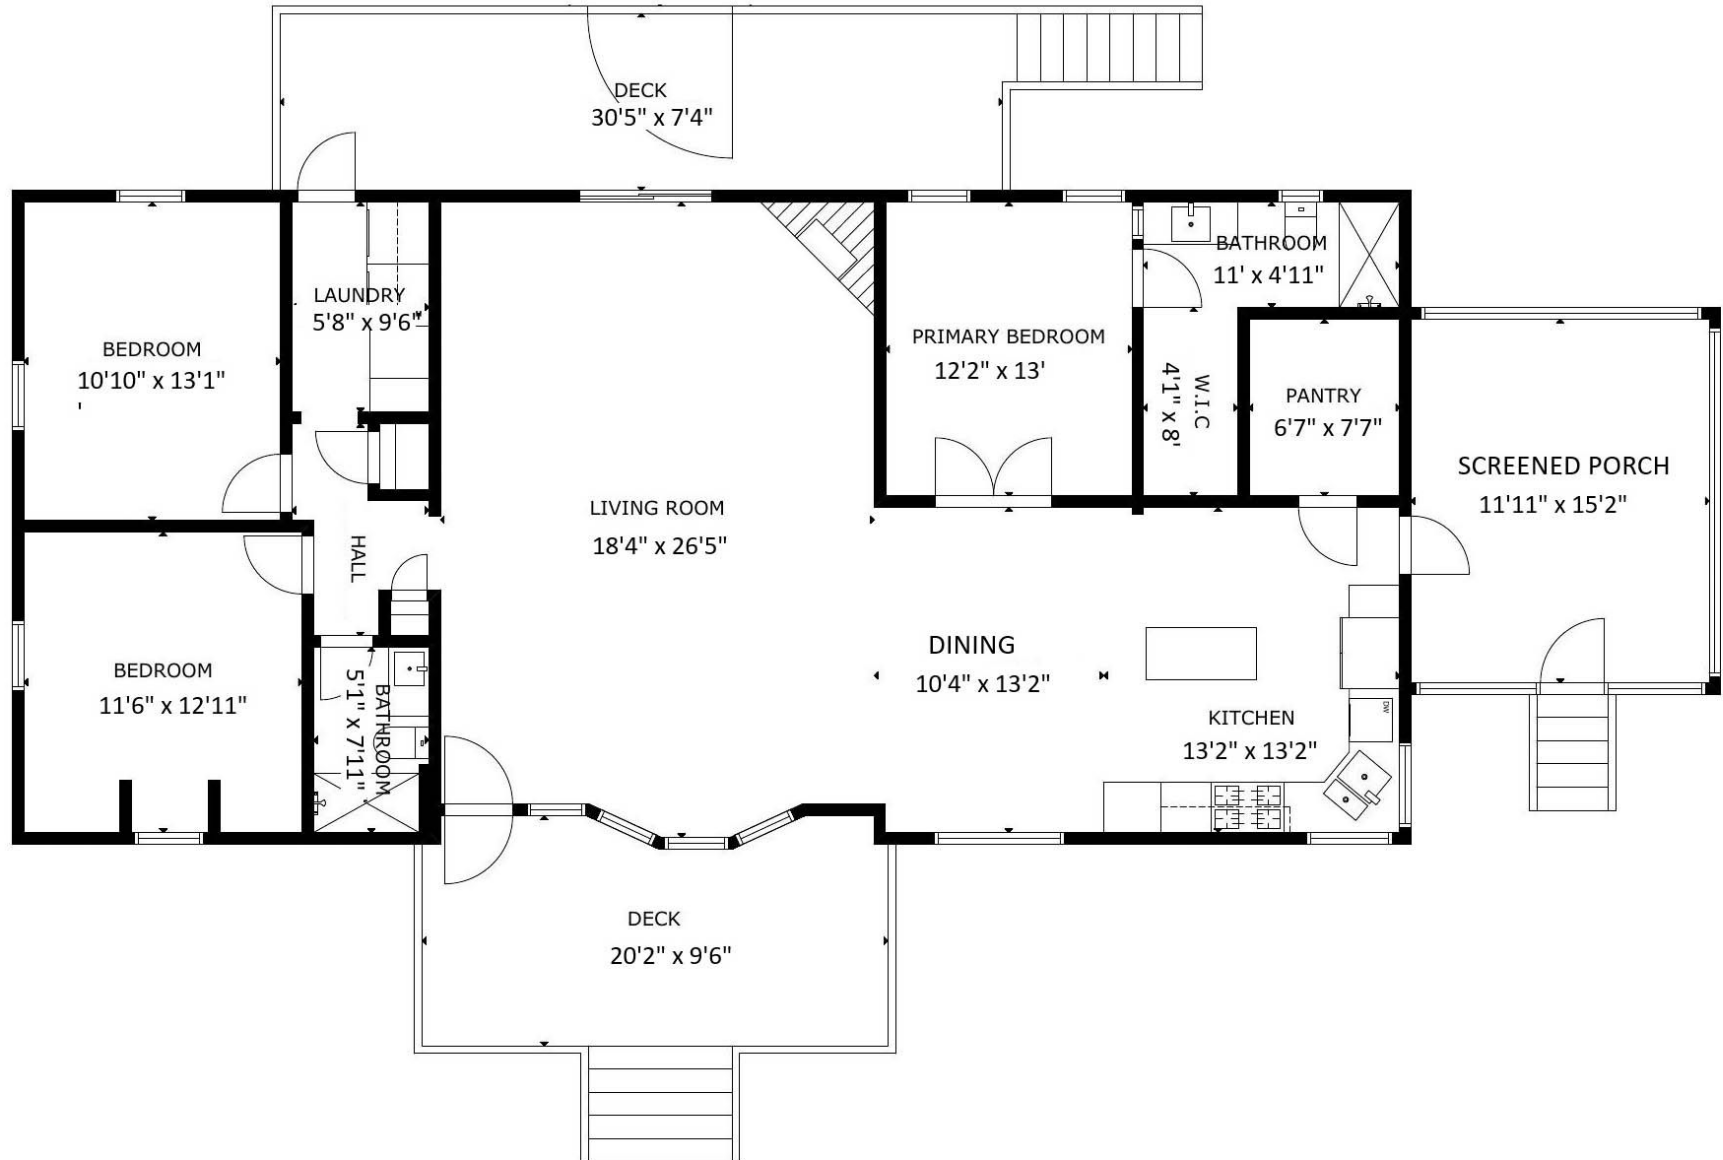 DECK
30'5" x 7'4"
BATHROOM
11' x 4'11"
LAUNDRY
5'8" x 9'6"
BEDROOM
10'10" x 13'1"
'
PRIMARY BEDROOM
12'2" x 13'
W.I.C
4'1" x 8'
PANTRY
6'7" x 7'7"
SCREENED PORCH
11'11" x 15'2"
LIVING ROOM
18'4" x 26'5"
HALL
DINING
10'4" x 13'2"
BEDROOM
11'6" x 12'11"
BATHROOM
5'1" x 7'11"
KITCHEN
13'2" x 13'2"
DW
DECK
20'2" x 9'6"